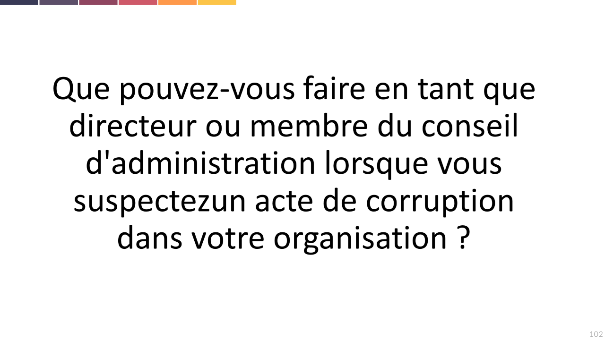 Que pouvez-vous faire en tant que
directeur ou membre du conseil
d'administration lorsque vous
suspectezun acte de corruption
dans votre organisation ?
102